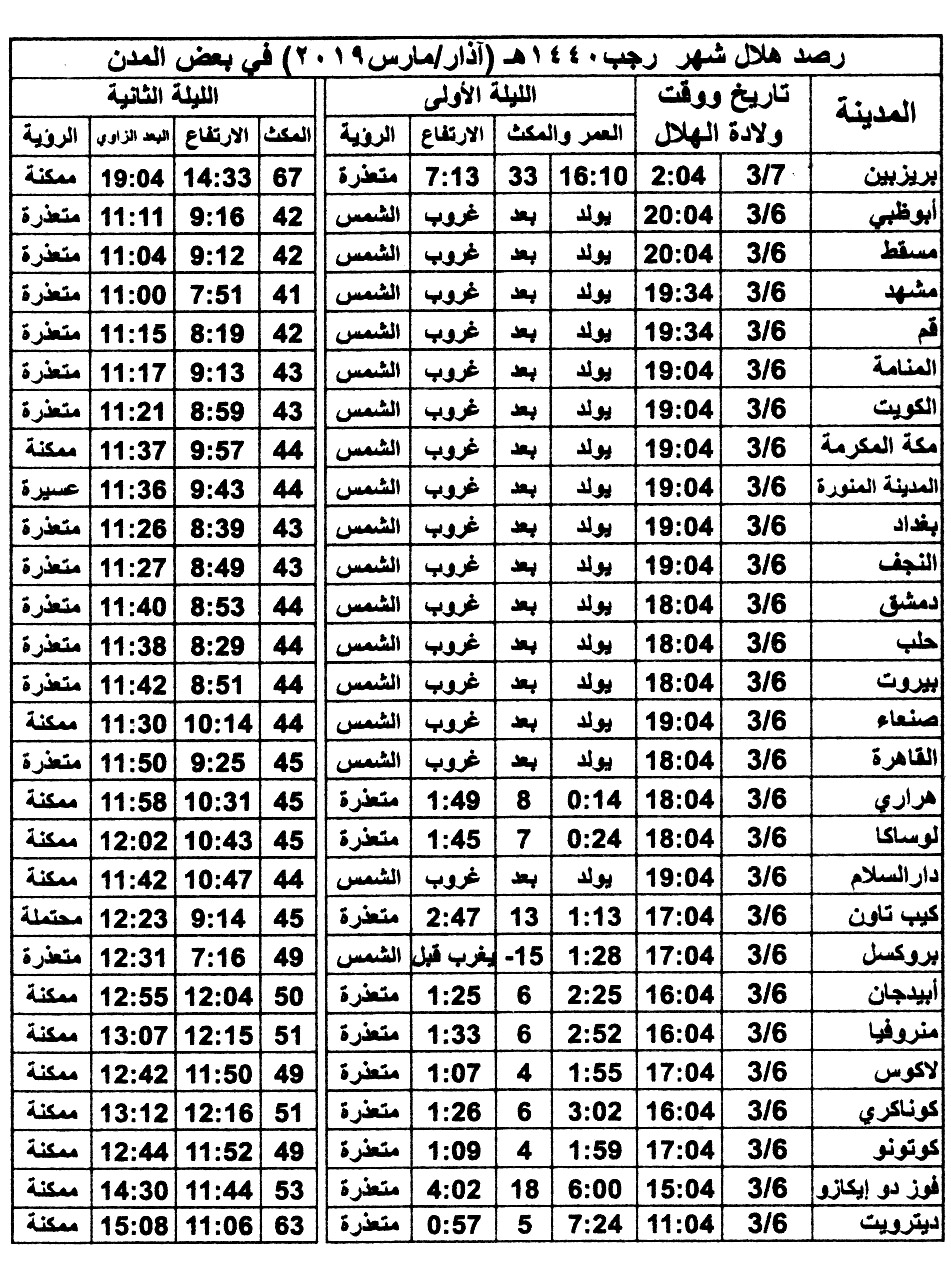 رصد هلال شهر رجب١٤٤٠هـ (آذار/مارس٢٠١٩) في بعض المدن
المدينة تاريخ ووقت ولادة الهلال الليلة الأولى الليلة الثانية
العمر والمكث الارتفاع الرؤية المكث الارتفاع البعد الزاوي الرؤية
بريزبين 3/7 2:04 16:10 33 7:13 متعذرة 67 14:33 19:04 ممكنة
أبوظبي 3/6 20:04 يولد بعد غروب الشمس 42 9:16 11:11 متعذرة
مسقط 3/6 20:04 يولد بعد غروب الشمس 42 9:12 11:04 متعذرة
مشهد 3/6 19:34 يولد بعد غروب الشمس 41 7:51 11:00 متعذرة
قم 3/6 19:34 يولد بعد غروب الشمس 42 8:19 11:15 متعذرة
المنامة 3/6 19:04 يولد بعد غروب الشمس 43 9:13 11:17 متعذرة
الكويت 3/6 19:04 يولد بعد غروب الشمس 43 8:59 11:21 متعذرة
مكة المكرمة 3/6 19:04 يولد بعد غروب الشمس 44 9:57 11:37 ممكنة
المدينة المنورة 3/6 19:04 يولد بعد غروب الشمس 44 9:43 11:36 عسيرة
بغداد 3/6 19:04 يولد بعد غروب الشمس 43 8:39 11:26 متعذرة
النجف 3/6 19:04 يولد بعد غروب الشمس 43 8:49 11:27 متعذرة
دمشق 3/6 18:04 يولد بعد غروب الشمس 44 8:53 11:40 متعذرة
حلب 3/6 18:04 يولد بعد غروب الشمس 44 8:29 11:38 متعذرة
بيروت 3/6 18:04 يولد بعد غروب الشمس 44 8:51 11:42 متعذرة
صنعاء 3/6 19:04 يولد بعد غروب الشمس 44 10:14 11:30 ممكنة
القاهرة 3/6 18:04 يولد بعد غروب الشمس 45 9:25 11:50 متعذرة
هراري 3/6 18:04 0:14 8 1:49 متعذرة 45 10:31 11:58 ممكنة
لوساكا 3/6 18:04 0:24 7 1:45 متعذرة 45 10:43 12:02 ممكنة
دارالسلام 3/6 19:04 يولد بعد غروب الشمس 44 10:47 11:42 ممكنة
كيب تاون 3/6 17:04 1:13 13 2:47 متعذرة 45 9:14 12:23 محتملة
بروكسل 3/6 17:04 1:28 -15 يغرب قبل الشمس 49 7:16 12:31 متعذرة
أبيدجان 3/6 16:04 2:25 6 1:25 متعذرة 50 12:04 12:55 ممكنة
منروفيا 3/6 16:04 2:52 6 1:33 متعذرة 51 12:15 13:07 ممكنة
لاكوس 3/6 17:04 1:55 4 1:07 متعذرة 49 11:50 12:42 ممكنة
كوناكري 3/6 16:04 3:02 6 1:26 متعذرة 51 12:16 13:12 ممكنة
كوتونو 3/6 17:04 1:59 4 1:09 متعذرة 49 11:52 12:44 ممكنة
فوز دو إيكازو 3/6 15:04 6:00 18 4:02 متعذرة 53 11:44 14:30 ممكنة
ديترويت 3/6 11:04 7:24 5 0:57 متعذرة 63 11:06 15:08 ممكنة